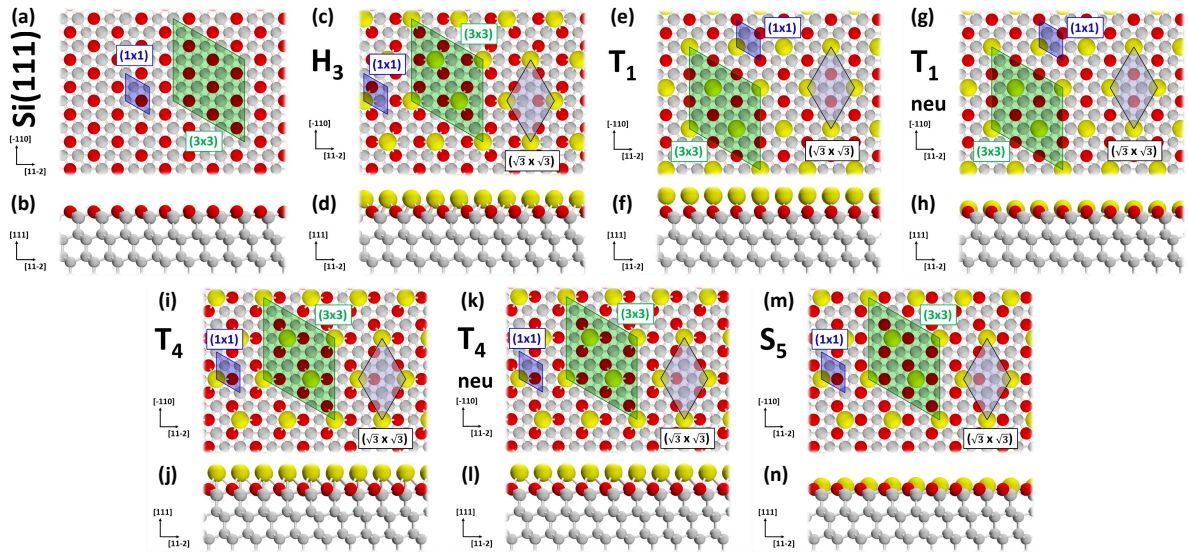 (a)
Si(111)
(1x1)
(3x3)
[-110]
[11-2]
(b)
[111]
[11-2]
(c)
H3
(3x3)
(1x1)
[-110]
[11-2]
(√3 x √3)
(d)
[111]
[11-2]
(e)
T1
(1x1)
[-110]
(3x3)
[11-2]
(√3 x √3)
(f)
[111]
[11-2]
(g)
T1
neu
(1x1)
[-110]
(3x3)
[11-2]
(√3 x √3)
(h)
[111]
[11-2]
(i)
T4
(3x3)
(1x1)
[-110]
[11-2]
(√3 x √3)
(j)
[111]
[11-2]
(k)
T4
neu
(3x3)
(1x1)
[-110]
[11-2]
(√3 x √3)
(l)
[111]
[11-2]
(m)
S5
(3x3)
(1x1)
[-110]
[11-2]
(√3 x √3)
(n)
[111]
[11-2]